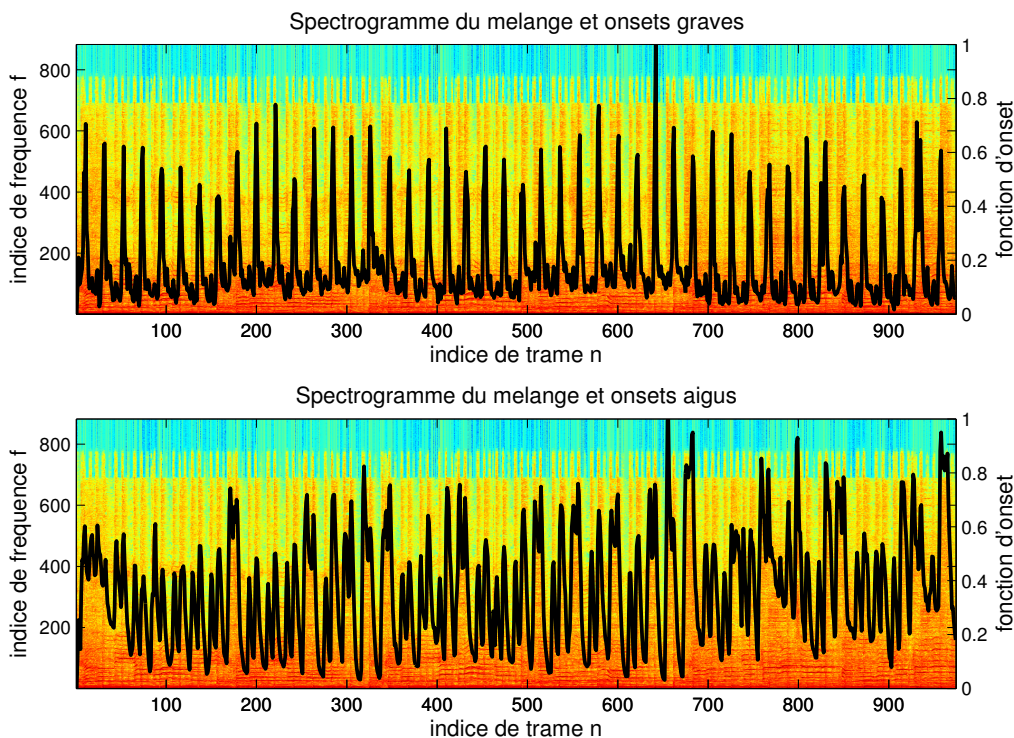 Spectrogramme du melange et onsets graves
800
600
400
200
indice de frequence f
1
0.8
0.6
0.4
0.2
0
fonction d'onset
100 200 300 400 500 600 700 800 900
indice de trame n
Spectrogramme du melange et onsets aigus
800
600
400
200
indice de frequence f
1
0.8
0.6
0.4
0.2
0
fonction d'onset
100 200 300 400 500 600 700 800 900
indice de trame n